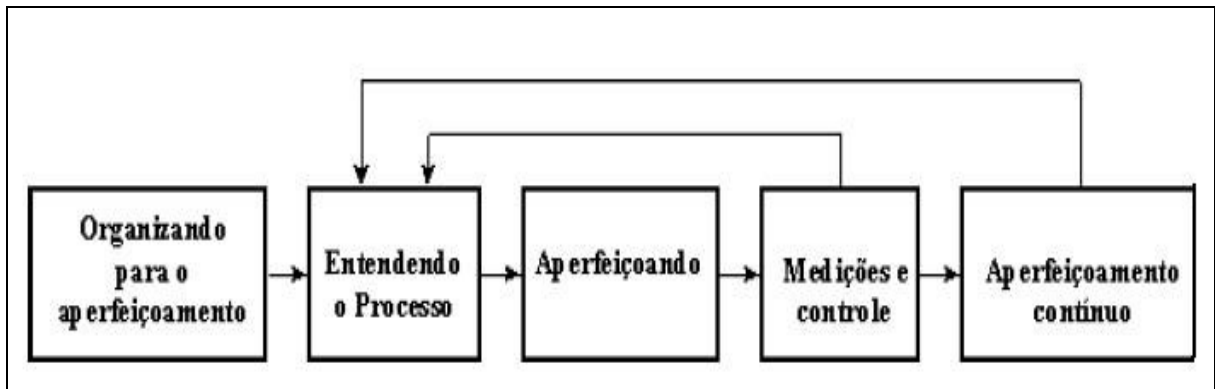 Organizando
para o
aperfeiçoamento
Entendendo
o Processo
Aperfeiçoando
Medições e
controle
Aperfeiçoamento
contínuo